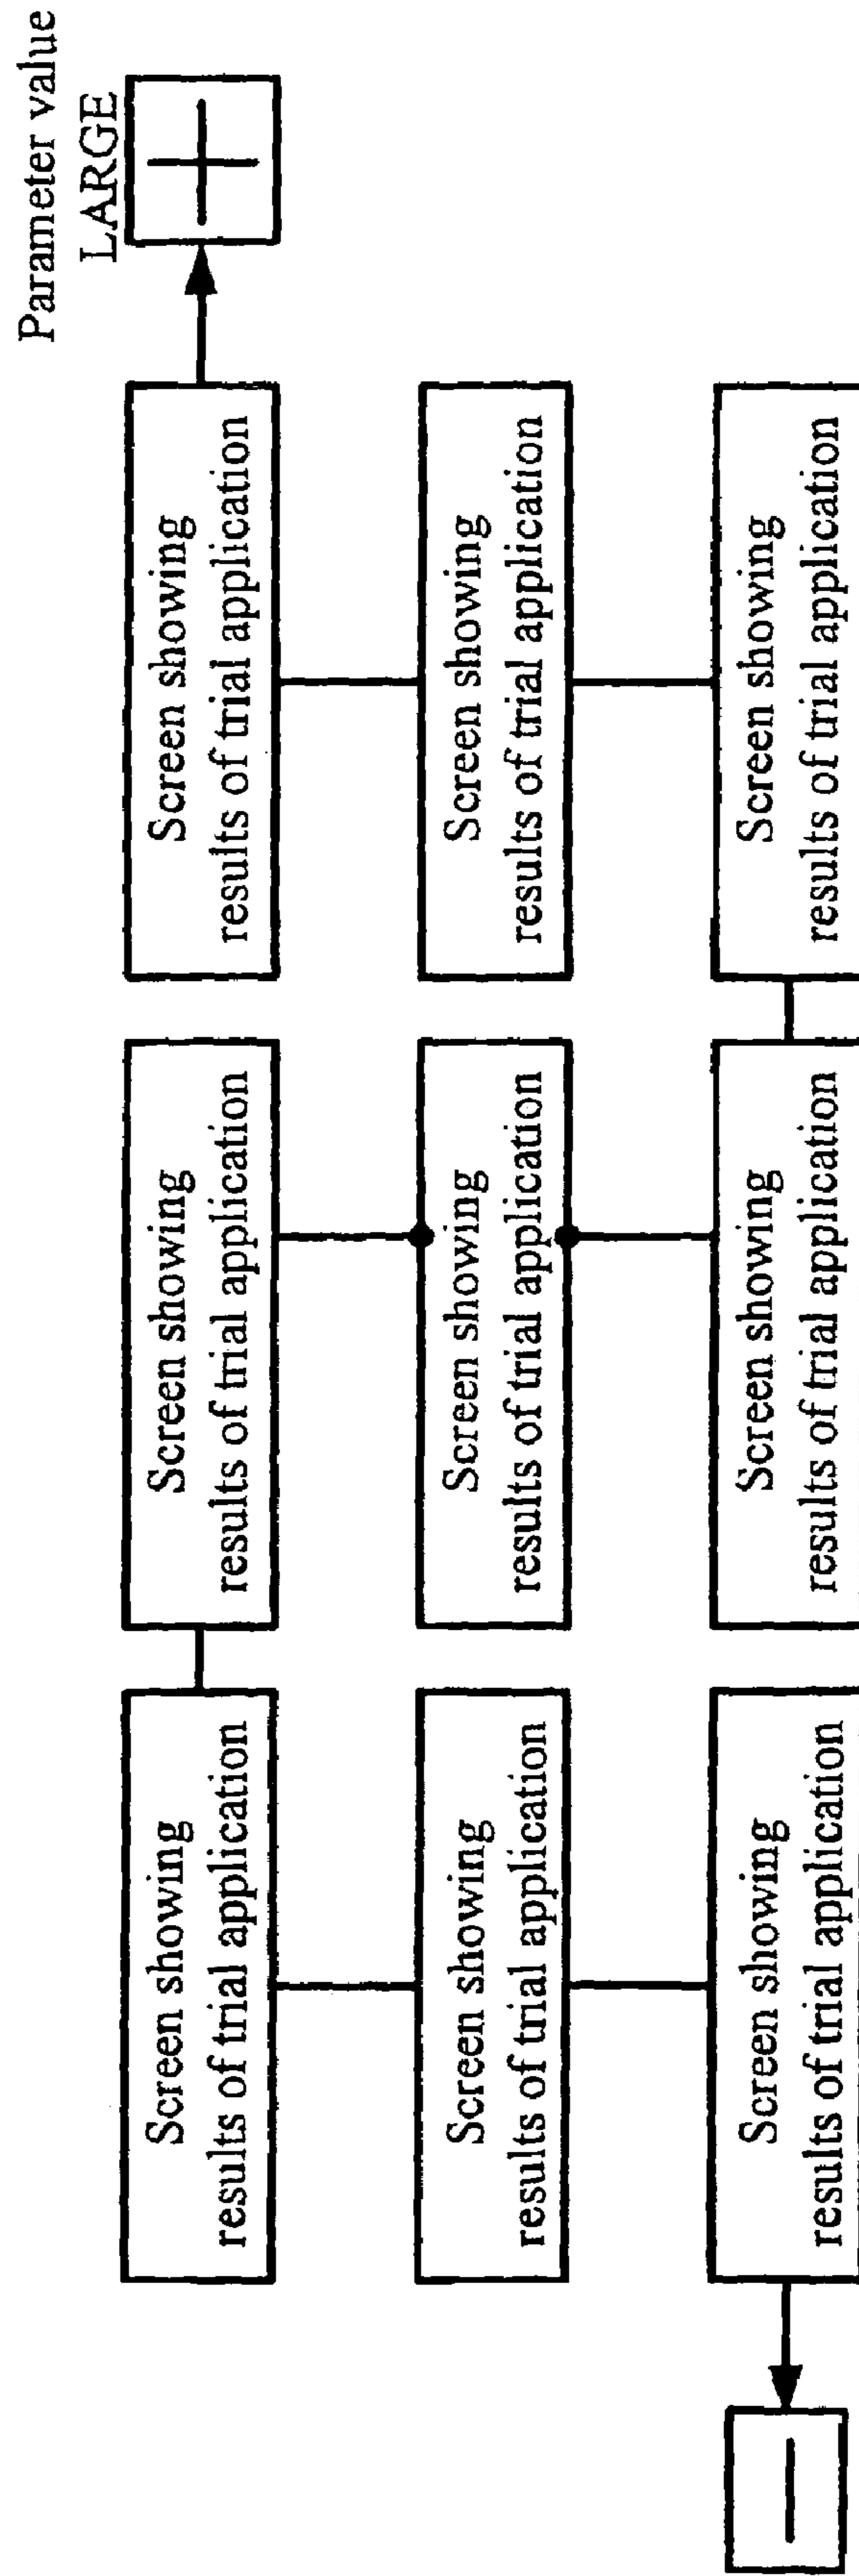 Parameter value
LARGE
+
Screen showing
results of trial application
Screen showing
results of trial application
Screen showing
results of trial application
Screen showing
results of trial application
Screen showing
results of trial application
Screen showing
results of trial application
Screen showing
results of trial application
Screen showing
results of trial application
Screen showing
results of trial application
−